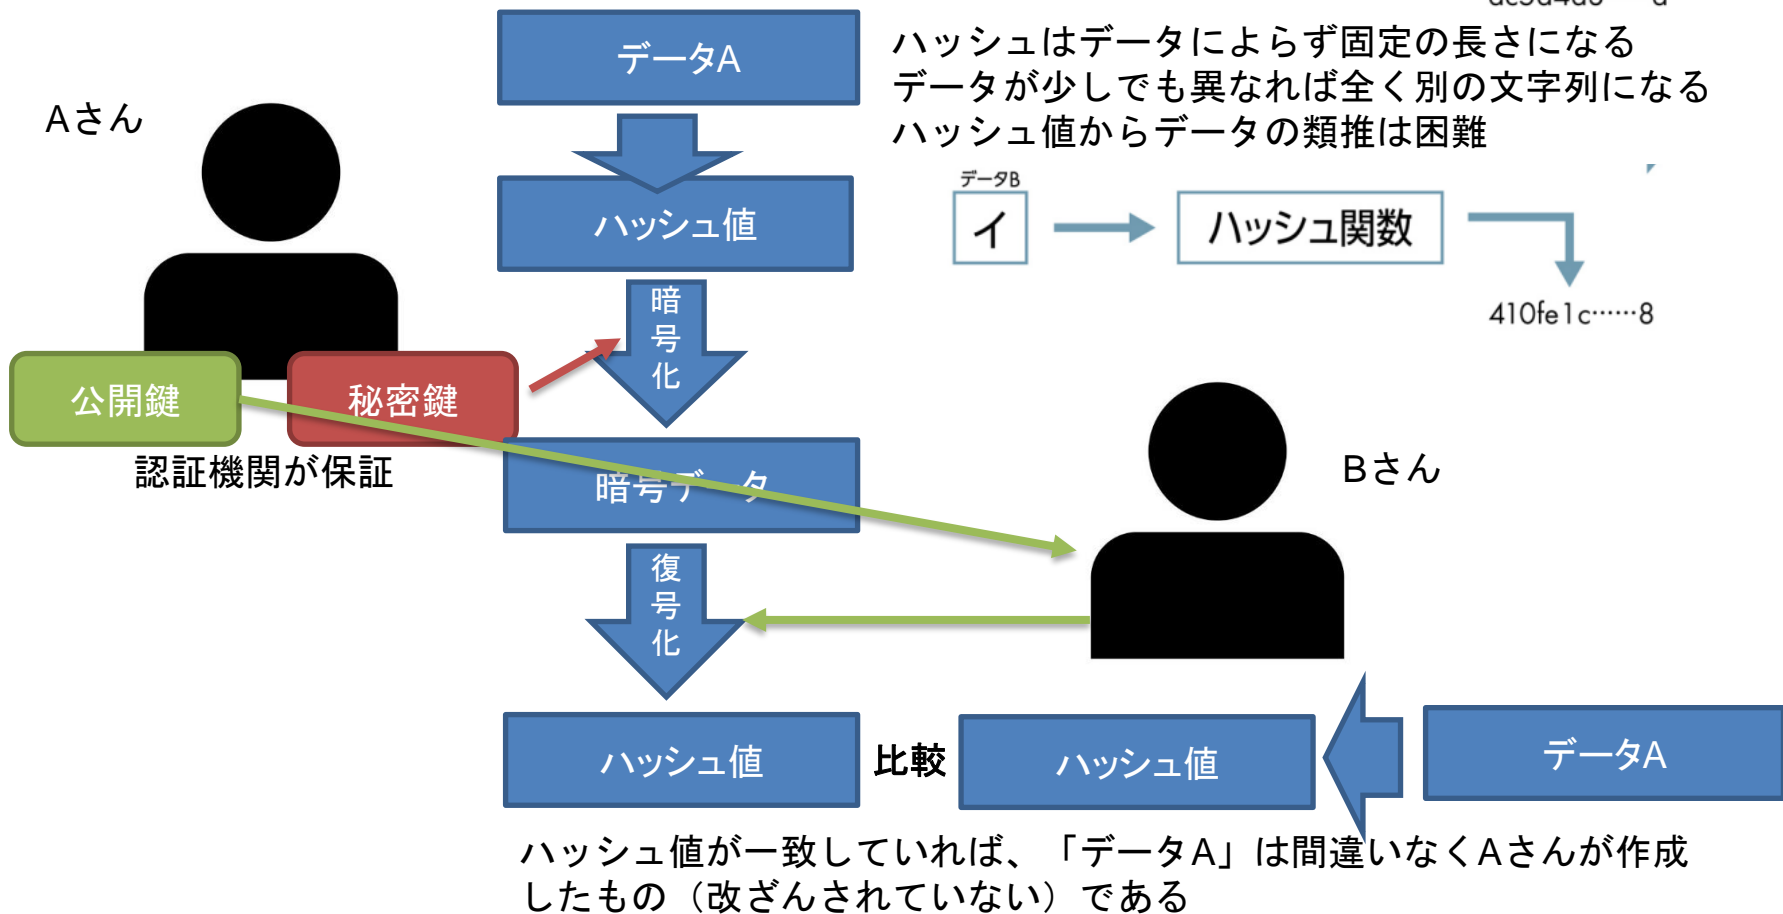 データA
ハッシュはデータによらず固定の長さになる
データが少しでも異なれば全く別の文字列になる
ハッシュ値からデータの類推は困難
Aさん
データB
イ
ハッシュ関数
410fe1c……8
ハッシュ値
暗号化
公開鍵
秘密鍵
認証機関が保証
暗号データ
Bさん
復号化
ハッシュ値
比較
ハッシュ値
データA
ハッシュ値が一致していれば、「データA」は間違いなくAさんが作成
したもの（改ざんされていない）である